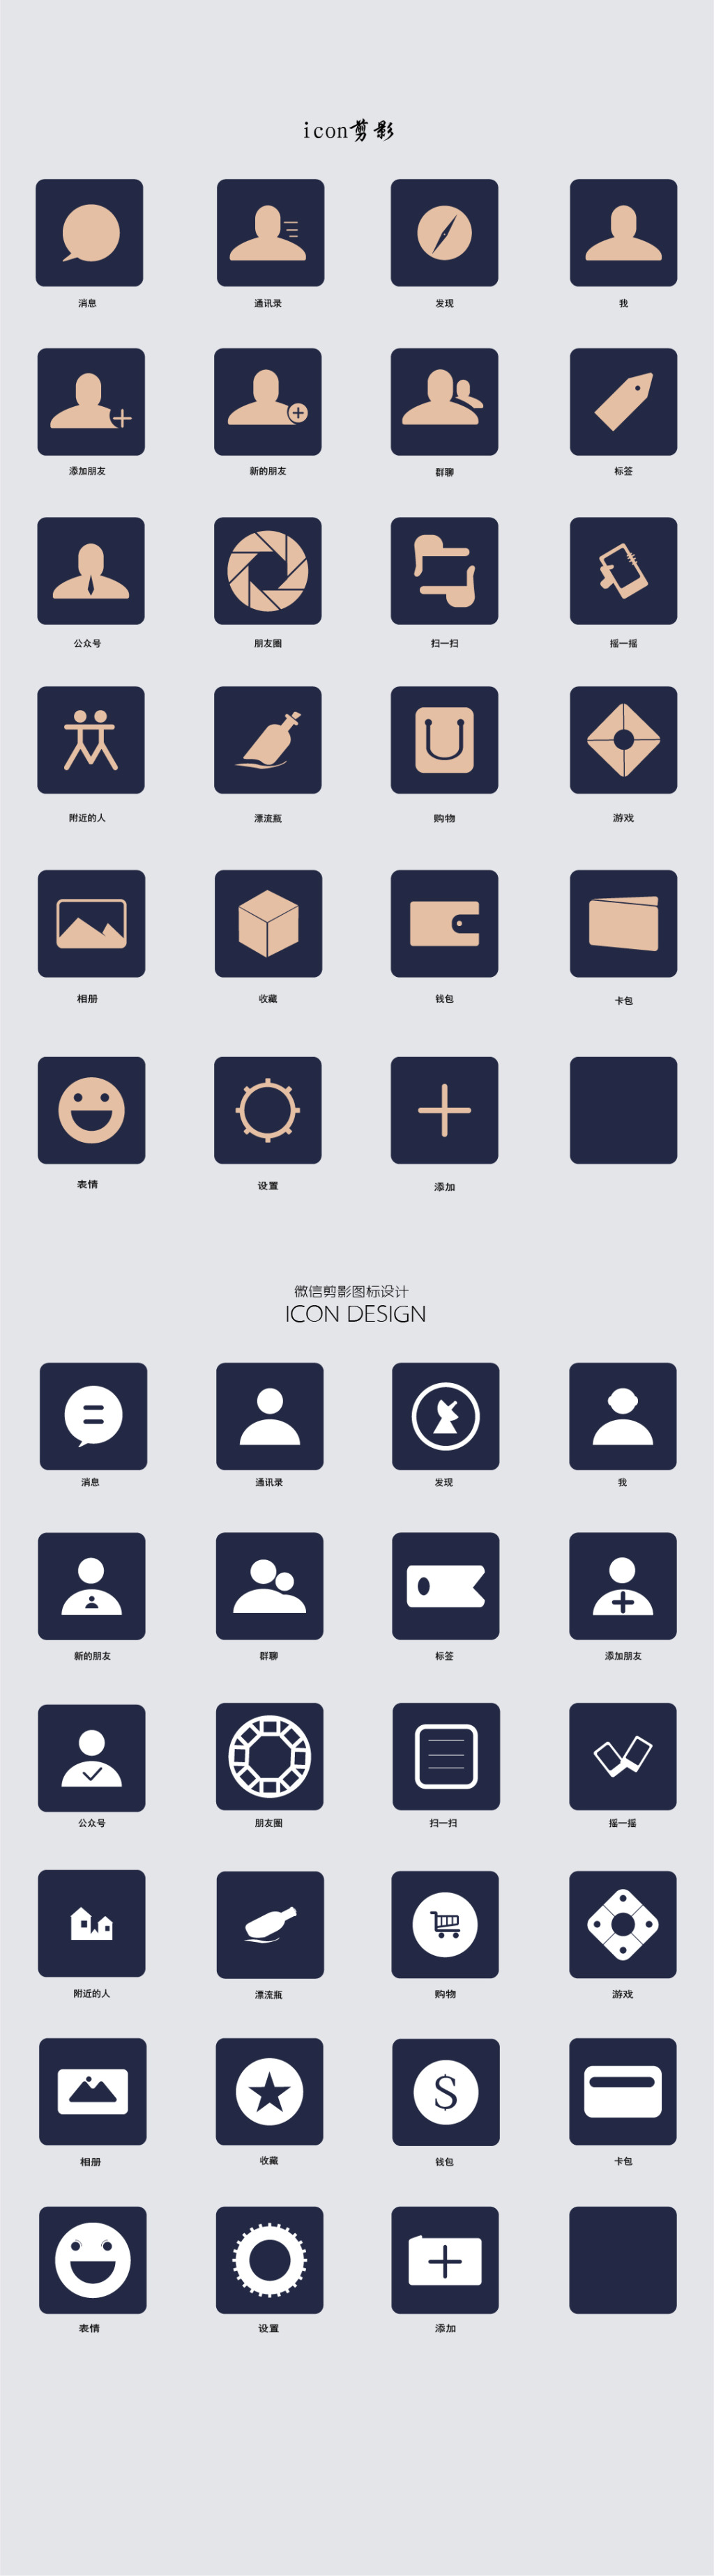 icon剪影
消息 通讯录 发现 我
添加朋友 新的朋友 群聊 标签
公众号 朋友圈 扫一扫 摇一摇
附近的人 漂流瓶 购物 游戏
相册 收藏 钱包 卡包
表情 设置 添加
微信剪影图标设计
ICON DESIGN
消息 通讯录 发现 我
新的朋友 群聊 标签 添加朋友
公众号 朋友圈 扫一扫 摇一摇
附近的人 漂流瓶 购物 游戏
S
相册 收藏 钱包 卡包
表情 设置 添加